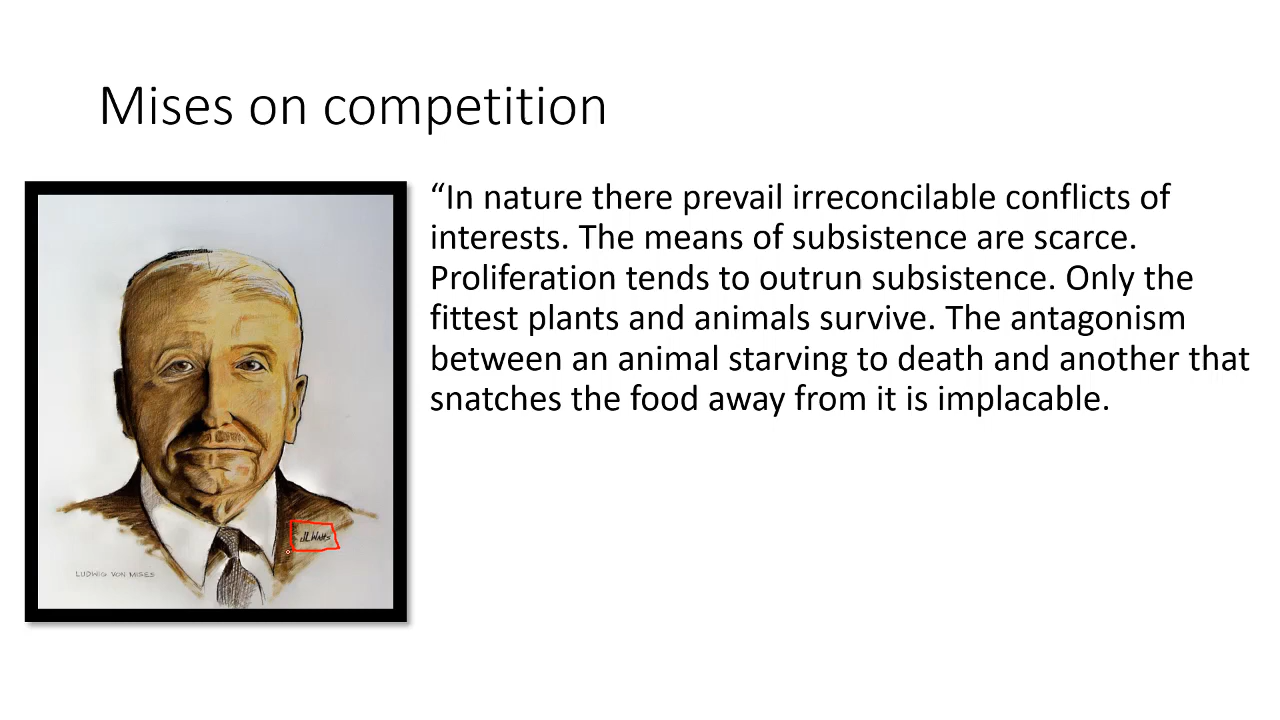 Mises on competition
“In nature there prevail irreconcilable conflicts of
interests. The means of subsistence are scarce.
Proliferation tends to outrun subsistence. Only the
fittest plants and animals survive. The antagonism
between an animal starving to death and another that
snatches the food away from it is implacable.
JLWatts
LUDWIG VON MISES